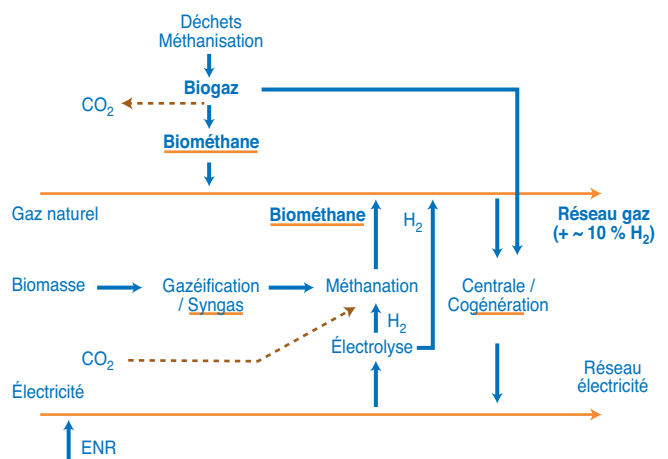 Déchets
Méthanisation
Biogaz
CO₂
Biométhane
Gaz naturel
Biométhane
H₂
Réseau gaz
(+ ~ 10 % H₂)
Biomasse
Gazéification
/ Syngas
Méthanation
Centrale /
Cogénération
H₂
CO₂
Électrolyse
Réseau
électricité
Électricité
ENR